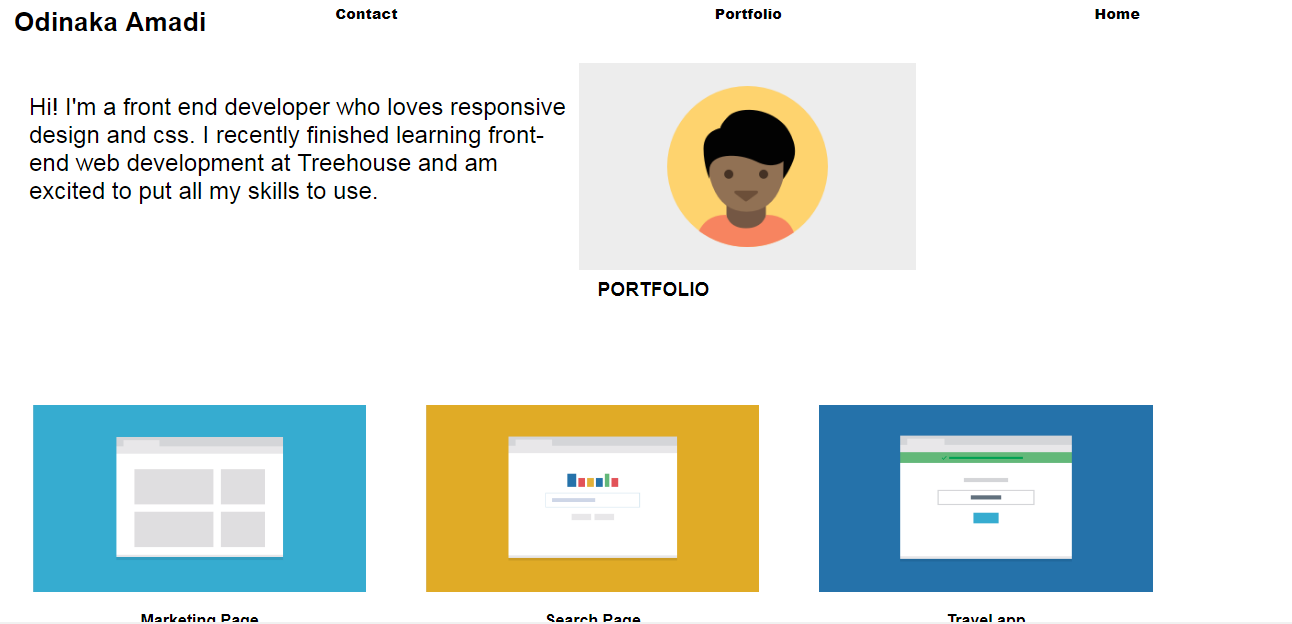 Odinaka Amadi
Contact
Portfolio
Home
Hi! I'm a front end developer who loves responsive
design and css. I recently finished learning front-
end web development at Treehouse and am
excited to put all my skills to use.
PORTFOLIO
Marketing Page
Search Page
Travel app